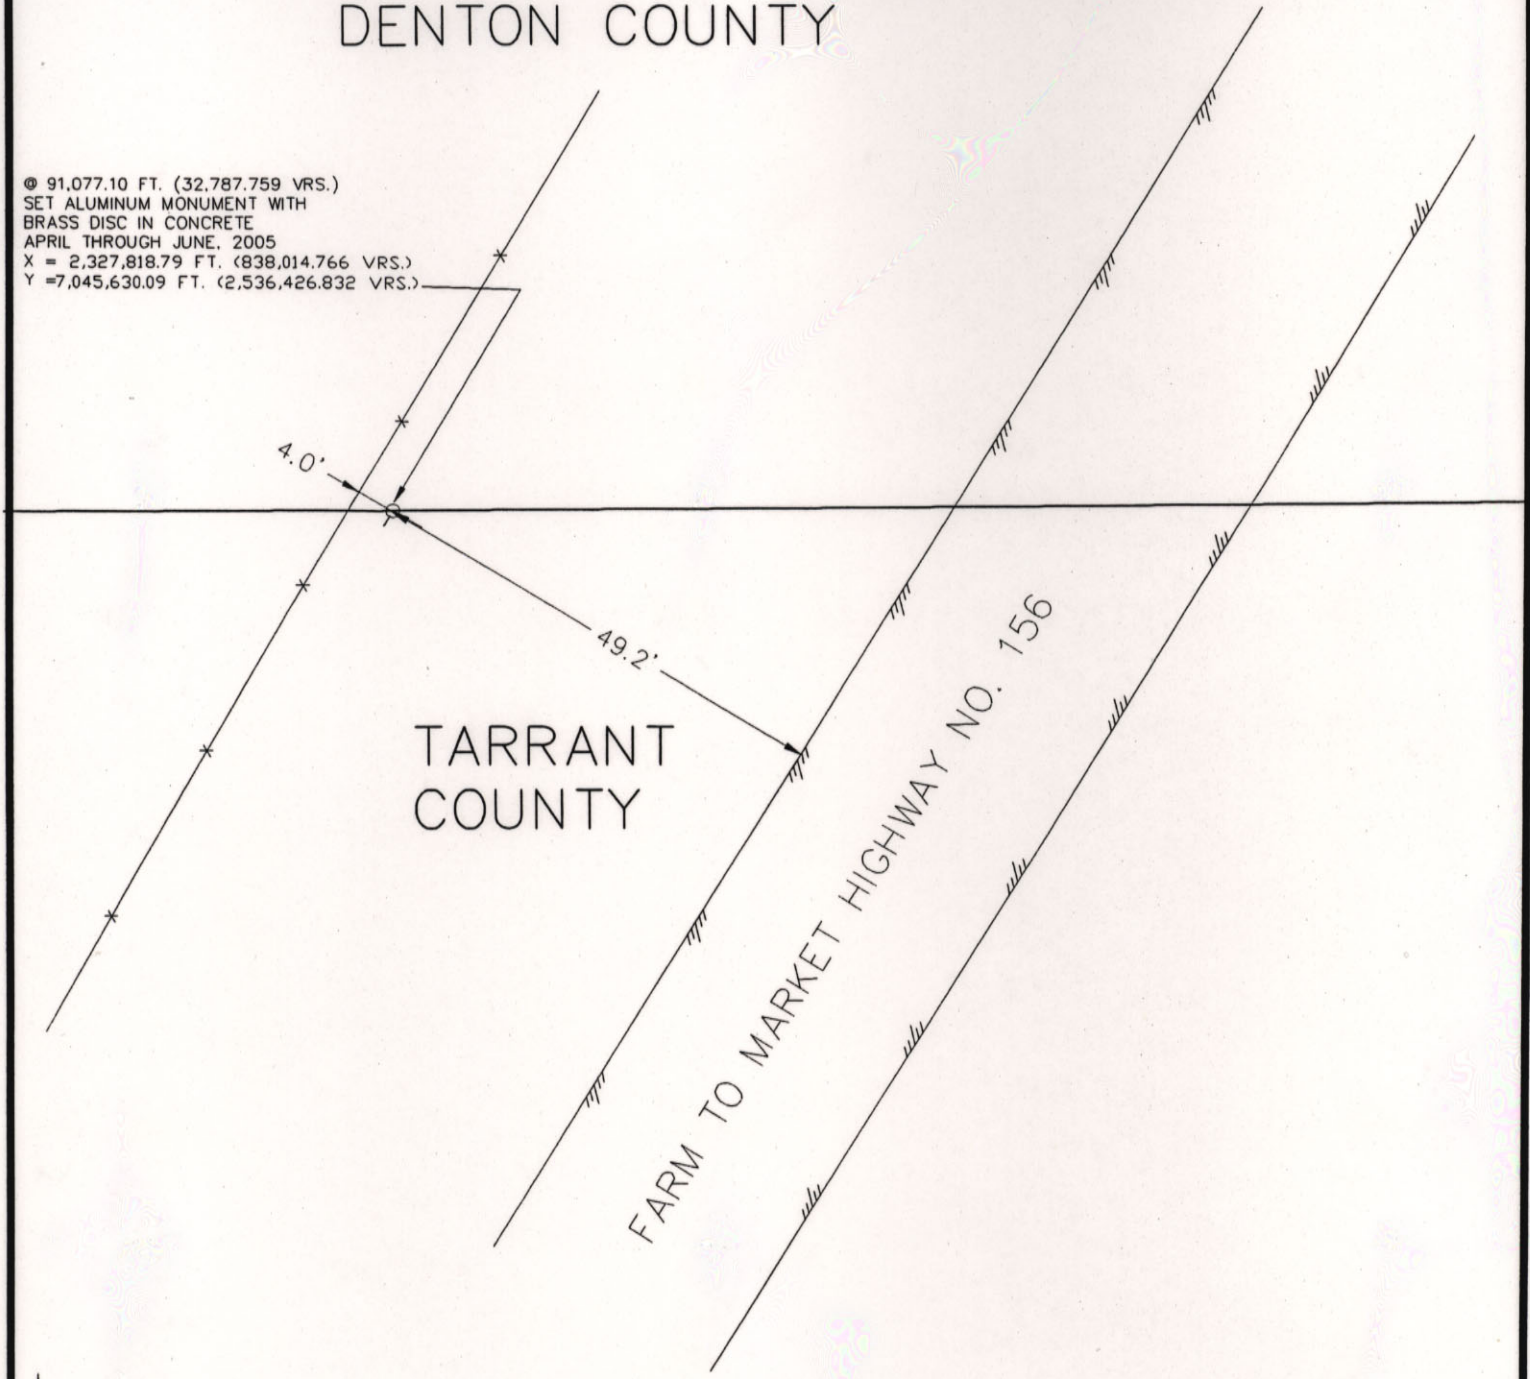 DENTON COUNTY
@ 91,077.10 FT. (32,787.759 VRS.)
SET ALUMINUM MONUMENT WITH
BRASS DISC IN CONCRETE
APRIL THROUGH JUNE, 2005
X = 2,327,818.79 FT. (838,014.766 VRS.)
Y =7,045,630.09 FT. (2,536,426.832 VRS.)
4.0'
49.2'
TARRANT
COUNTY
FARM TO MARKET HIGHWAY NO. 156